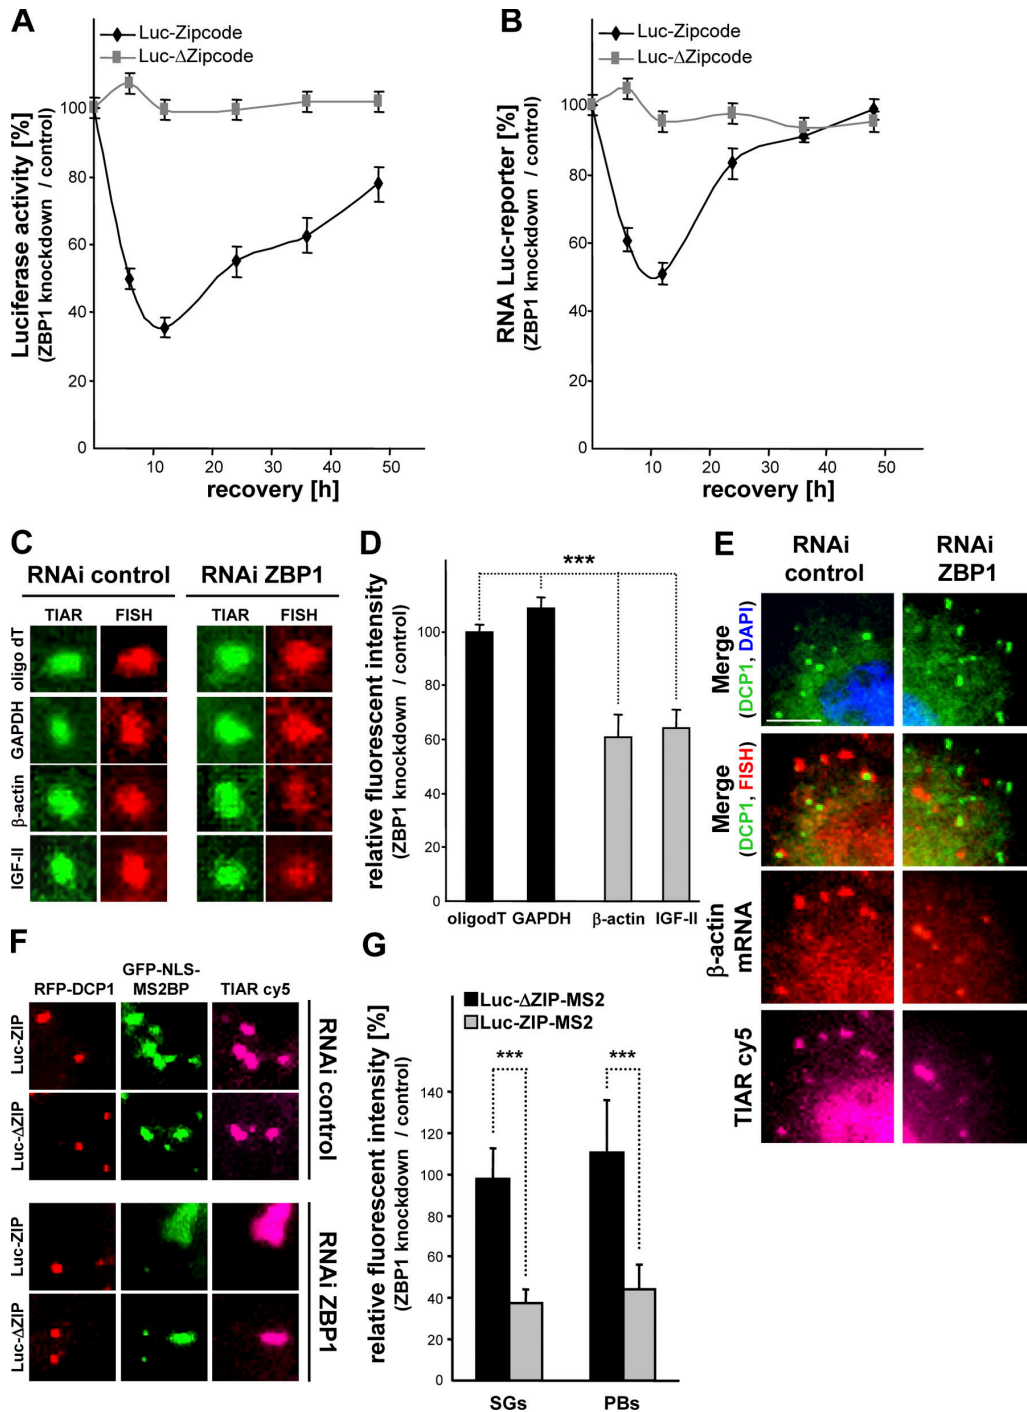 A
Luc-Zipcode
Luc-ΔZipcode
Luciferase activity [%]
(ZBP1 knockdown / control)
100
80
60
40
20
0
10
20
30
40
50
recovery [h]
B
Luc-Zipcode
Luc-ΔZipcode
RNA Luc-reporter [%]
(ZBP1 knockdown / control)
100
80
60
40
20
0
10
20
30
40
50
recovery [h]
C
RNAi control
RNAi ZBP1
TIAR
FISH
TIAR
FISH
oligo dT
GAPDH
β-actin
IGF-II
D
relative fluorescent intensity
(ZBP1 knockdown / control)
***
100
80
60
40
20
0
oligodT
GAPDH
β-actin
IGF-II
E
RNAi
control
RNAi
ZBP1
Merge
(DCP1, DAPI)
Merge
(DCP1, FISH)
β-actin
mRNA
TIAR cy5
F
RFP-DCP1
GFP-NLS-
MS2BP
TIAR cy5
Luc-ZIP
Luc-ΔZIP
RNAi control
Luc-ZIP
Luc-ΔZIP
RNAi ZBP1
G
Luc-ΔZIP-MS2
Luc-ZIP-MS2
relative fluorescent intensity [%]
(ZBP1 knockdown / control)
***
***
140
120
100
80
60
40
20
0
SGs
PBs